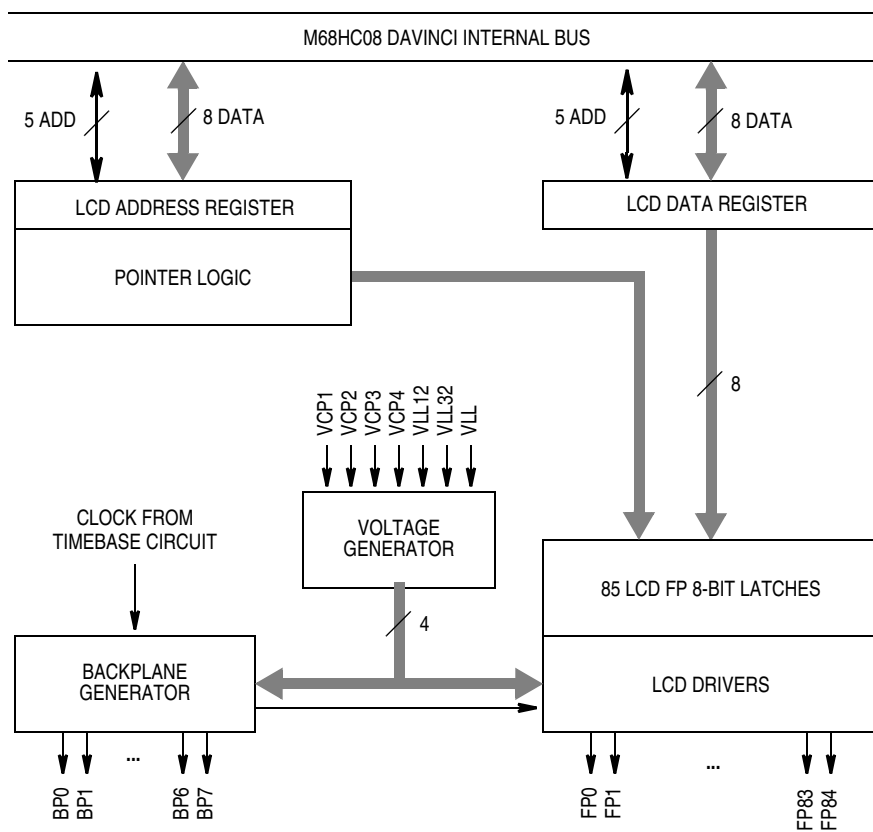 M68HC08 DAVINCI INTERNAL BUS
5 ADD
8 DATA
5 ADD
8 DATA
LCD ADDRESS REGISTER
LCD DATA REGISTER
POINTER LOGIC
8
VCP1
VCP2
VCP3
VCP4
VLL12
VLL32
VLL
CLOCK FROM
TIMEBASE CIRCUIT
VOLTAGE
GENERATOR
85 LCD FP 8-BIT LATCHES
4
BACKPLANE
GENERATOR
LCD DRIVERS
BP0
BP1
...
BP6
BP7
FP0
FP1
...
FP83
FP84